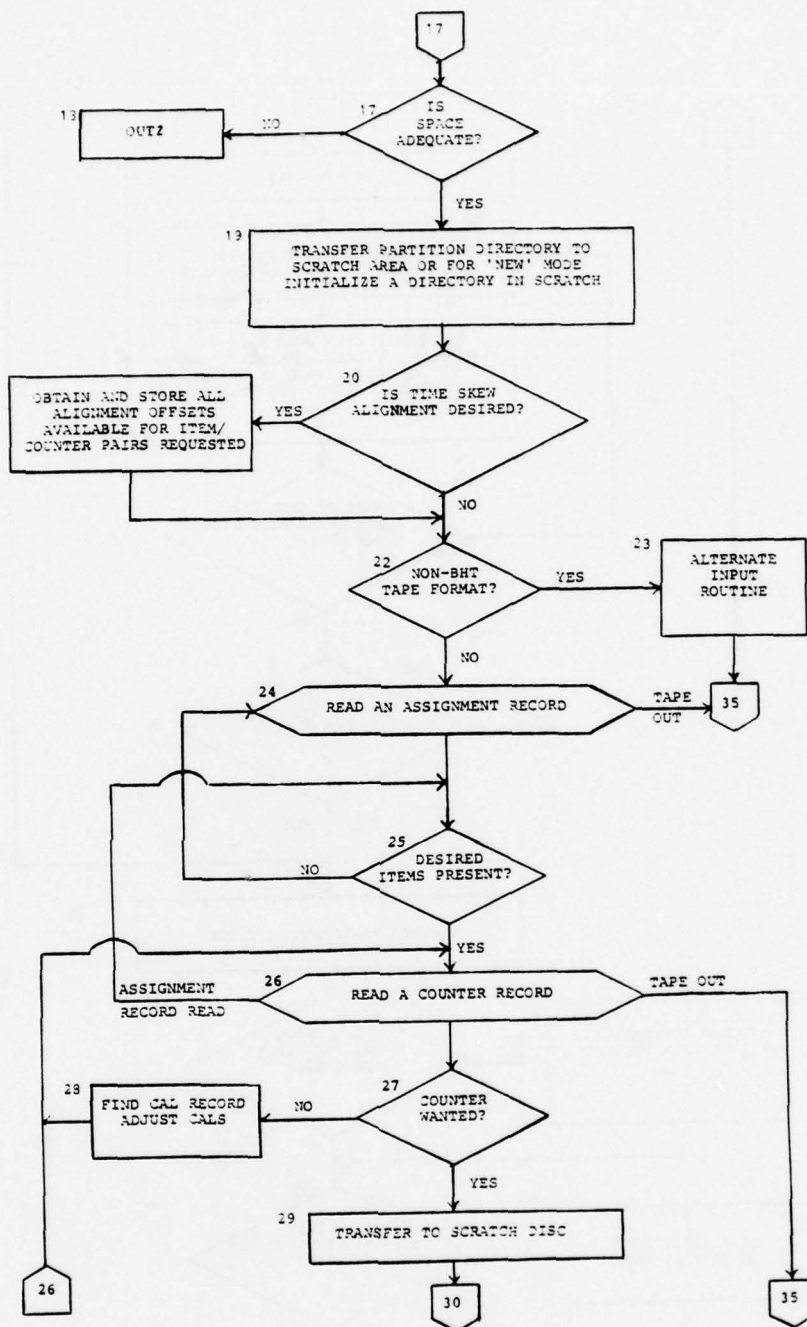 17
17
IS
SPACE
ADEQUATE?
NO
18
OUT2
YES
19
TRANSFER PARTITION DIRECTORY TO
SCRATCH AREA OR FOR 'NEW' MODE
INITIALIZE A DIRECTORY IN SCRATCH
20
IS TIME SKEW
ALIGNMENT DESIRED?
YES
OBTAIN AND STORE ALL
ALIGNMENT OFFSETS
AVAILABLE FOR ITEM/
COUNTER PAIRS REQUESTED
NO
22
NON-BHT
TAPE FORMAT?
YES
23
ALTERNATE
INPUT
ROUTINE
NO
24
READ AN ASSIGNMENT RECORD
TAPE
OUT
35
25
DESIRED
ITEMS PRESENT?
NO
YES
ASSIGNMENT
RECORD READ
26
READ A COUNTER RECORD
TAPE OUT
27
COUNTER
WANTED?
NO
28
FIND CAL RECORD
ADJUST CALS
YES
29
TRANSFER TO SCRATCH DISC
26
30
35